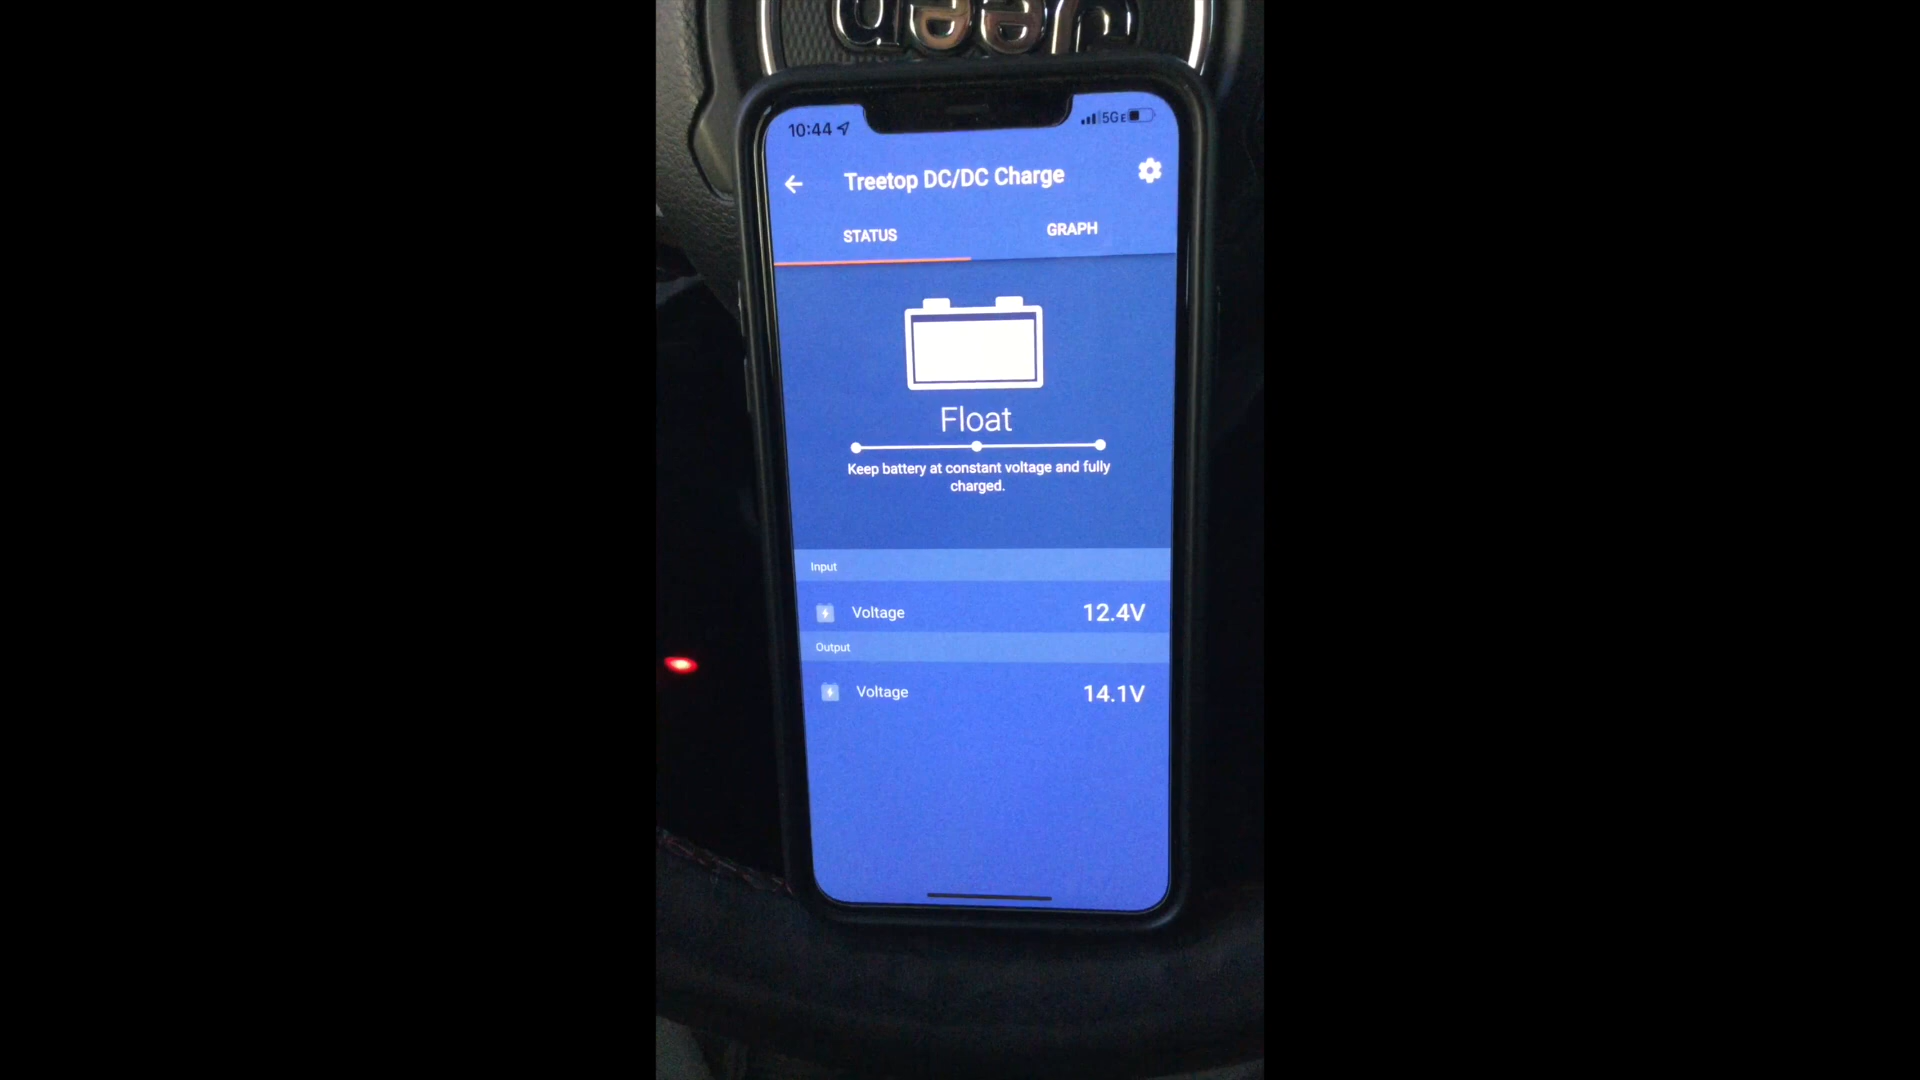 Jeep
10:44
5GE
Treetop DC/DC Charge
STATUS
GRAPH
Float
Keep battery at constant voltage and fully
charged.
Input
Voltage
12.4V
Output
Voltage
14.1V